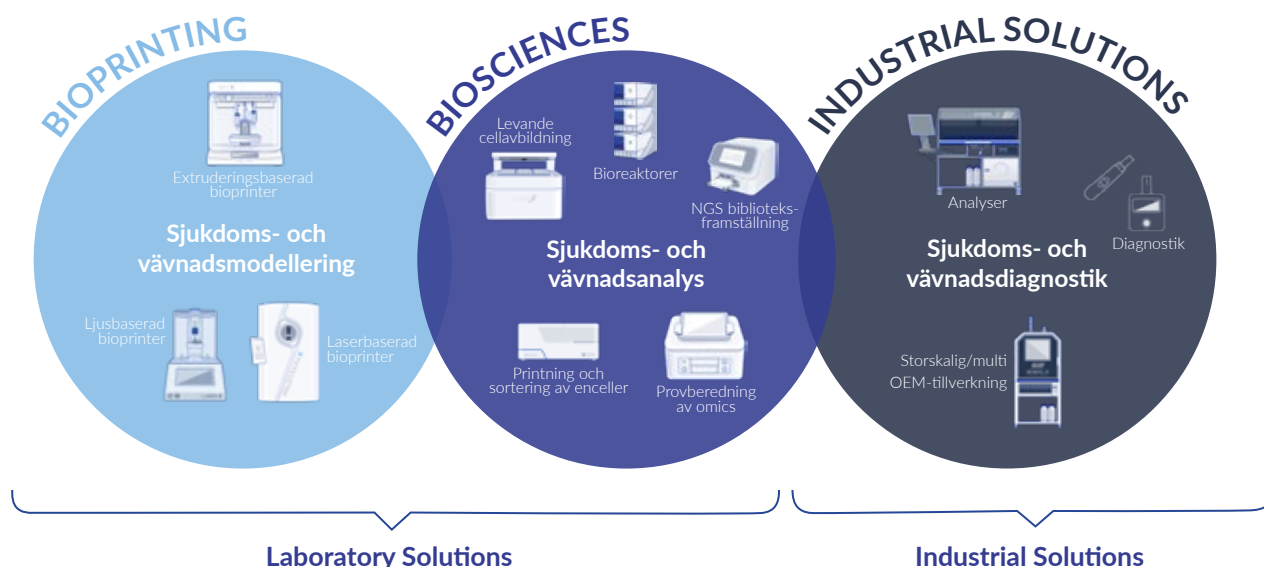 BIOPRINTING
Extruderingsbaserad
bioprinter
Sjukdoms- och
vävnadsmodellering
Ljusbaserad
bioprinter
Laserbaserad
bioprinter
BIOSCIENCES
Levande
cellavbildning
Bioreaktorer
NGS biblioteks-
framställning
Sjukdoms- och
vävnadsanalys
Printning och
sortering av enceller
Provberedning
av omics
INDUSTRIAL SOLUTIONS
Analyser
Diagnostik
Sjukdoms- och
vävnadsdiagnostik
Storskalig/multi
OEM-tillverkning
Laboratory Solutions
Industrial Solutions